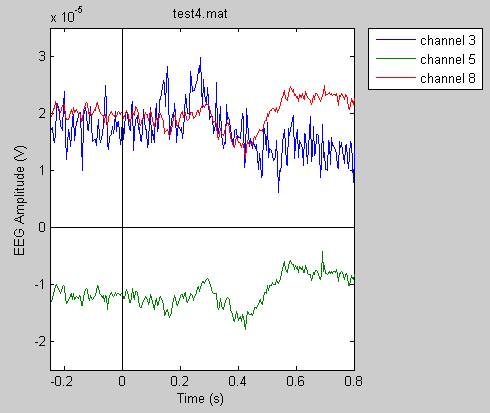 x 10⁻⁵
test4.mat
3
2
1
0
-1
-2
EEG Amplitude (V)
-0.2
0
0.2
0.4
0.6
0.8
Time (s)
channel 3
channel 5
channel 8